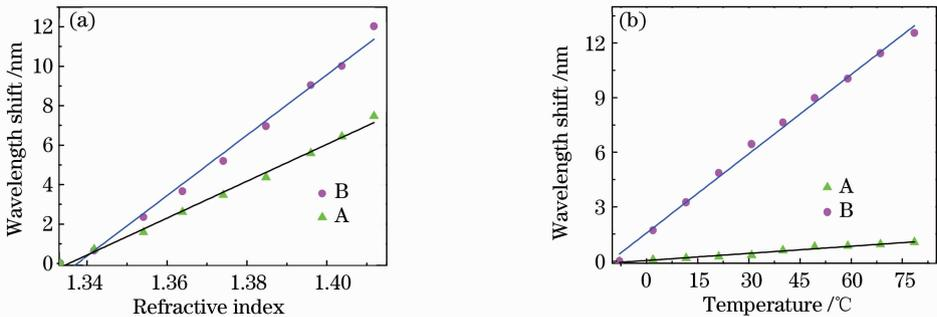 (a)
Wavelength shift /nm
12
10
8
6
4
2
0
1.34 1.36 1.38 1.40
Refractive index
B
A
(b)
Wavelength shift /nm
12
9
6
3
0
0 15 30 45 60 75
Temperature /℃
A
B